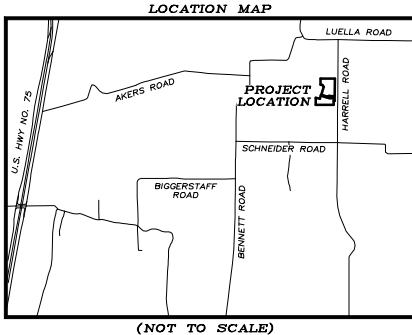 LOCATION MAP
LUELLA ROAD
U.S. HWY NO. 75
AKERS ROAD
PROJECT
LOCATION
HARRELL ROAD
SCHNEIDER ROAD
BIGGERSTAFF
ROAD
BENNETT ROAD
(NOT TO SCALE)